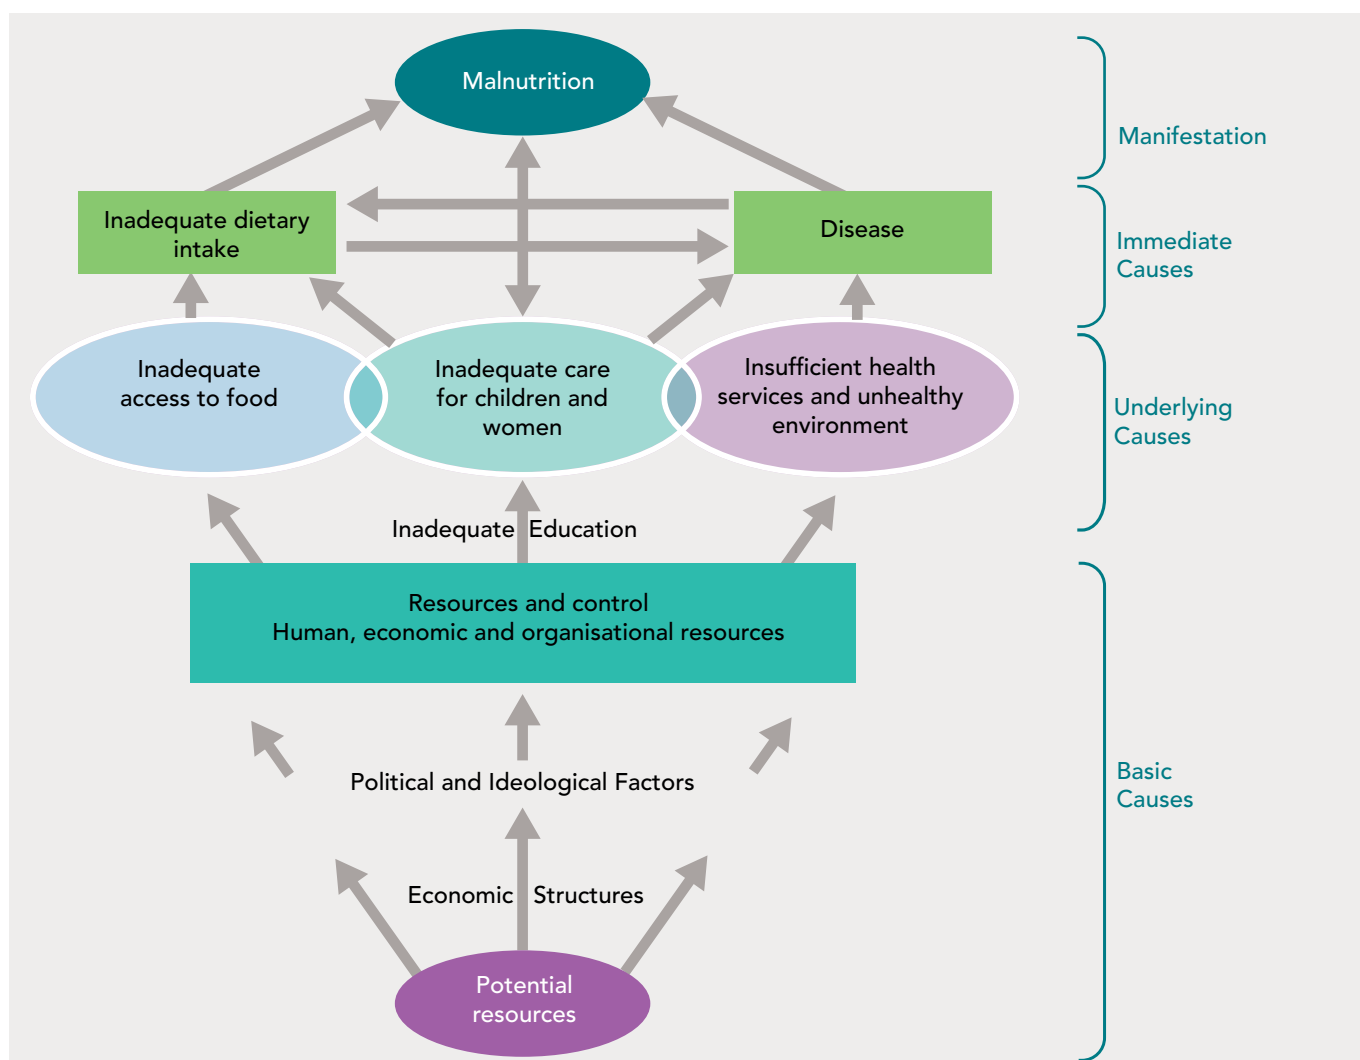 Malnutrition
Manifestation
Inadequate dietary
intake
Disease
Immediate
Causes
Inadequate
access to food
Inadequate care
for children and
women
Insufficient health
services and unhealthy
environment
Underlying
Causes
Inadequate Education
Resources and control
Human, economic and organisational resources
Political and Ideological Factors
Basic
Causes
Economic Structures
Potential
resources